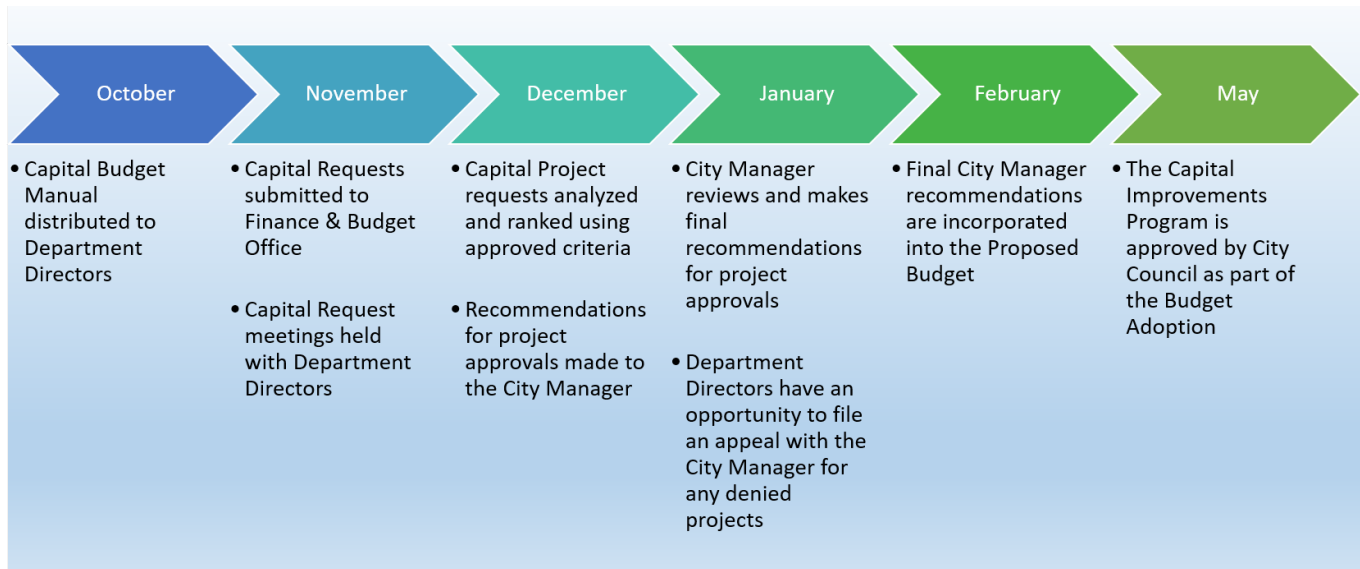 October
• Capital Budget
Manual
distributed to
Department
Directors
November
• Capital Requests
submitted to
Finance & Budget
Office
• Capital Request
meetings held
with Department
Directors
December
• Capital Project
requests analyzed
and ranked using
approved criteria
• Recommendations
for project
approvals made to
the City Manager
January
• City Manager
reviews and makes
final
recommendations
for project
approvals
• Department
Directors have an
opportunity to file
an appeal with the
City Manager for
any denied
projects
February
• Final City Manager
recommendations
are incorporated
into the Proposed
Budget
May
• The Capital
Improvements
Program is
approved by City
Council as part of
the Budget
Adoption